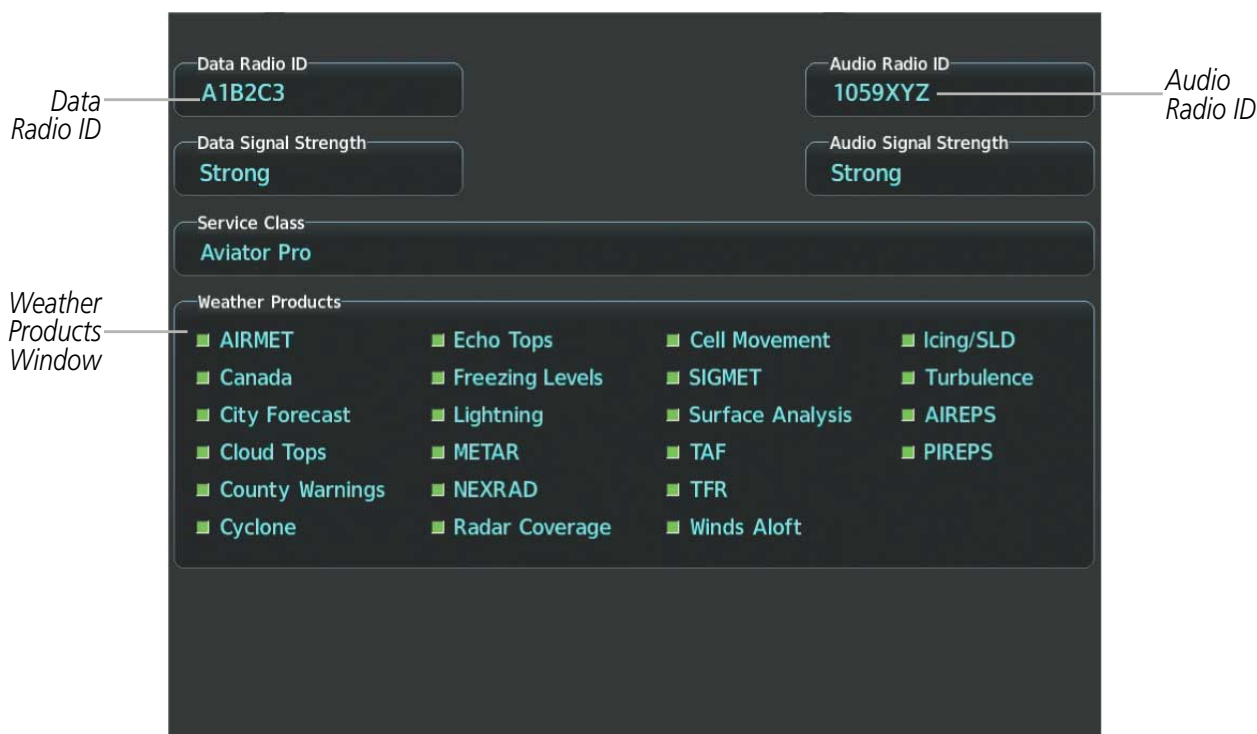 Data Radio ID
A1B2C3
Audio Radio ID
1059XYZ
Data
Radio ID
Audio
Radio ID
Data Signal Strength
Strong
Audio Signal Strength
Strong
Service Class
Aviator Pro
Weather
Products
Window
Weather Products
AIRMET
Canada
City Forecast
Cloud Tops
County Warnings
Cyclone
Echo Tops
Freezing Levels
Lightning
METAR
NEXRAD
Radar Coverage
Cell Movement
SIGMET
Surface Analysis
TAF
TFR
Winds Aloft
Icing/SLD
Turbulence
AIREPS
PIREPS